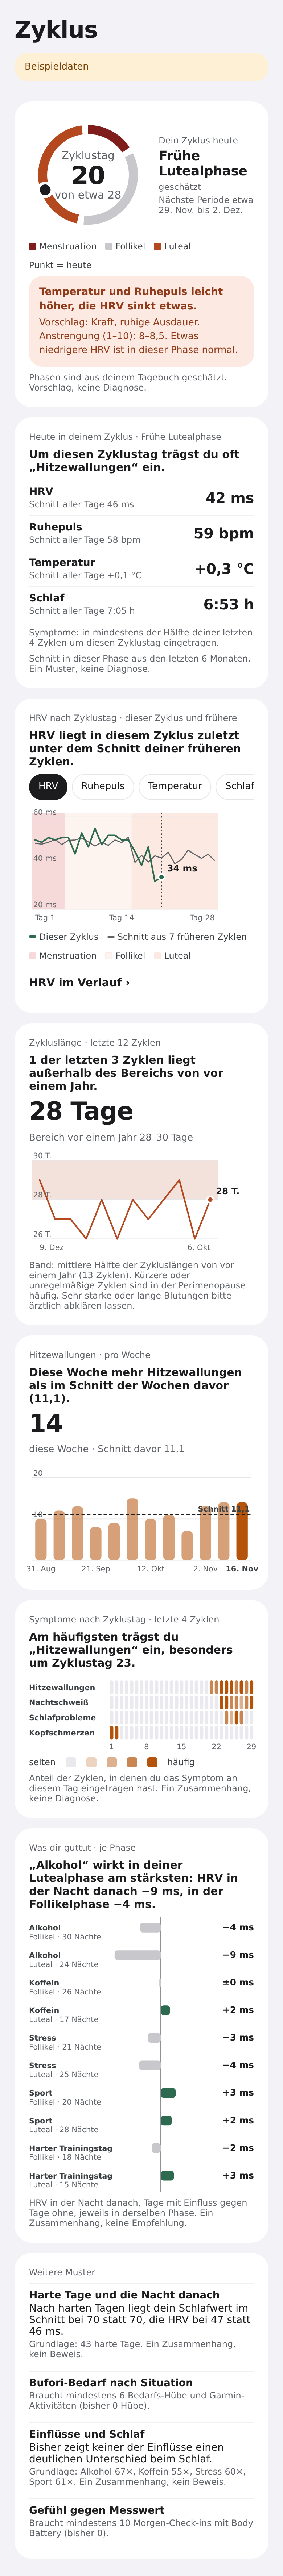 Zyklus
Beispieldaten
Zyklustag
20
von etwa 28
Dein Zyklus heute
Frühe
Lutealphase
geschätzt
Nächste Periode etwa
29. Nov. bis 2. Dez.
Menstruation Follikel Luteal
Punkt = heute
Temperatur und Ruhepuls leicht
höher, die HRV sinkt etwas.
Vorschlag: Kraft, ruhige Ausdauer.
Anstrengung (1–10): 8–8,5. Etwas
niedrigere HRV ist in dieser Phase normal.
Phasen sind aus deinem Tagebuch geschätzt.
Vorschlag, keine Diagnose.
Heute in deinem Zyklus · Frühe Lutealphase
Um diesen Zyklustag trägst du oft
„Hitzewallungen“ ein.
HRV
Schnitt aller Tage 46 ms
42 ms
Ruhepuls
Schnitt aller Tage 58 bpm
59 bpm
Temperatur
Schnitt aller Tage +0,1 °C
+0,3 °C
Schlaf
Schnitt aller Tage 7:05 h
6:53 h
Symptome: in mindestens der Hälfte deiner letzten
4 Zyklen um diesen Zyklustag eingetragen.
Schnitt in dieser Phase aus den letzten 6 Monaten.
Ein Muster, keine Diagnose.
HRV nach Zyklustag · dieser Zyklus und frühere
HRV liegt in diesem Zyklus zuletzt
unter dem Schnitt deiner früheren
Zyklen.
HRV Ruhepuls Temperatur Schlaf
60 ms
40 ms
34 ms
20 ms
Tag 1 Tag 14 Tag 28
Dieser Zyklus Schnitt aus 7 früheren Zyklen
Menstruation Follikel Luteal
HRV im Verlauf ›
Zykluslänge · letzte 12 Zyklen
1 der letzten 3 Zyklen liegt
außerhalb des Bereichs von vor
einem Jahr.
28 Tage
Bereich vor einem Jahr 28–30 Tage
30 T.
28 T.
28 T.
26 T.
9. Dez 6. Okt
Band: mittlere Hälfte der Zykluslängen von vor
einem Jahr (13 Zyklen). Kürzere oder
unregelmäßige Zyklen sind in der Perimenopause
häufig. Sehr starke oder lange Blutungen bitte
ärztlich abklären lassen.
Hitzewallungen · pro Woche
Diese Woche mehr Hitzewallungen
als im Schnitt der Wochen davor
(11,1).
14
diese Woche · Schnitt davor 11,1
20
Schnitt 11,1
10
31. Aug 21. Sep 12. Okt 2. Nov 16. Nov
Symptome nach Zyklustag · letzte 4 Zyklen
Am häufigsten trägst du
„Hitzewallungen“ ein, besonders
um Zyklustag 23.
Hitzewallungen
Nachtschweiß
Schlafprobleme
Kopfschmerzen
1 8 15 22 29
selten häufig
Anteil der Zyklen, in denen du das Symptom an
diesem Tag eingetragen hast. Ein Zusammenhang,
keine Diagnose.
Was dir guttut · je Phase
„Alkohol“ wirkt in deiner
Lutealphase am stärksten: HRV in
der Nacht danach −9 ms, in der
Follikelphase −4 ms.
Alkohol
Follikel · 30 Nächte
−4 ms
Alkohol
Luteal · 24 Nächte
−9 ms
Koffein
Follikel · 26 Nächte
±0 ms
Koffein
Luteal · 17 Nächte
+2 ms
Stress
Follikel · 21 Nächte
−3 ms
Stress
Luteal · 25 Nächte
−4 ms
Sport
Follikel · 20 Nächte
+3 ms
Sport
Luteal · 28 Nächte
+2 ms
Harter Trainingstag
Follikel · 18 Nächte
−2 ms
Harter Trainingstag
Luteal · 15 Nächte
+3 ms
HRV in der Nacht danach, Tage mit Einfluss gegen
Tage ohne, jeweils in derselben Phase. Ein
Zusammenhang, keine Empfehlung.
Weitere Muster
Harte Tage und die Nacht danach
Nach harten Tagen liegt dein Schlafwert im
Schnitt bei 70 statt 70, die HRV bei 47 statt
46 ms.
Grundlage: 43 harte Tage. Ein Zusammenhang,
kein Beweis.
Bufori-Bedarf nach Situation
Braucht mindestens 6 Bedarfs-Hübe und Garmin-
Aktivitäten (bisher 0 Hübe).
Einflüsse und Schlaf
Bisher zeigt keiner der Einflüsse einen
deutlichen Unterschied beim Schlaf.
Grundlage: Alkohol 67×, Koffein 55×, Stress 60×,
Sport 61×. Ein Zusammenhang, kein Beweis.
Gefühl gegen Messwert
Braucht mindestens 10 Morgen-Check-ins mit Body
Battery (bisher 0).